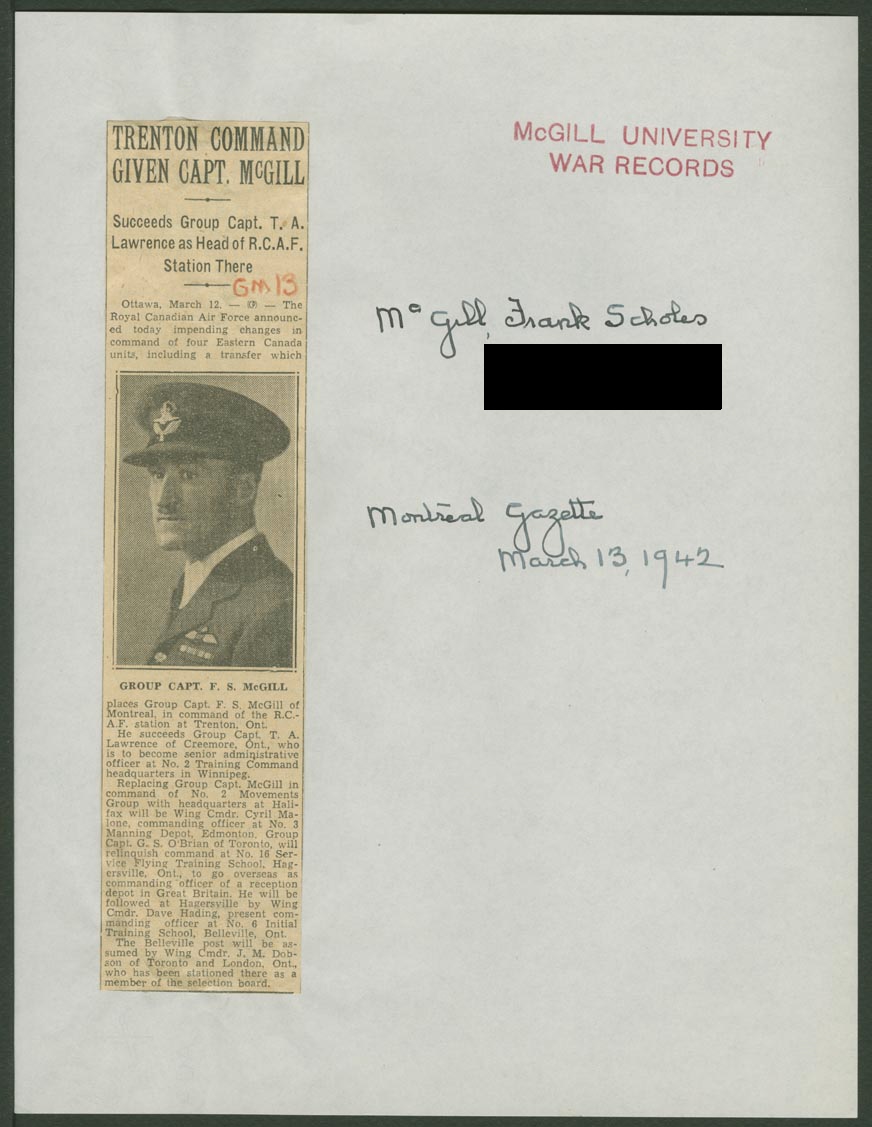 TRENTON COMMAND
GIVEN CAPT. McGILL
Succeeds Group Capt. T. A.
Lawrence as Head of R.C.A.F.
Station There
GM 13
Ottawa, March 12. — (CP) — The
Royal Canadian Air Force announc-
ed today impending changes in
command of four Eastern Canada
units, including a transfer which
GROUP CAPT. F. S. McGILL
places Group Capt. F. S. McGill of
Montreal, in command of the R.C.-
A.F. station at Trenton, Ont.
He succeeds Group Capt. T. A.
Lawrence of Creemore, Ont., who
is to become senior administrative
officer at No. 2 Training Command
headquarters in Winnipeg.
Replacing Group Capt. McGill in
command of No. 2 Movements
Group with headquarters at Hali-
fax will be Wing Cmdr. Cyril Ma-
lone, commanding officer at No. 3
Manning Depot, Edmonton. Group
Capt. G. S. O'Brian of Toronto, will
relinquish command at No. 16 Ser-
vice Flying Training School, Hag-
ersville, Ont., to go overseas as
commanding officer of a reception
depot in Great Britain. He will be
followed at Hagersville by Wing
Cmdr. Dave Hading, present com-
manding officer at No. 6 Initial
Training School, Belleville, Ont.
The Belleville post will be as-
sumed by Wing Cmdr. J. M. Dob-
son of Toronto and London, Ont.,
who has been stationed there as a
member of the selection board.
McGILL UNIVERSITY
WAR RECORDS
McGill, Frank Scholes
Montreal Gazette
March 13, 1942